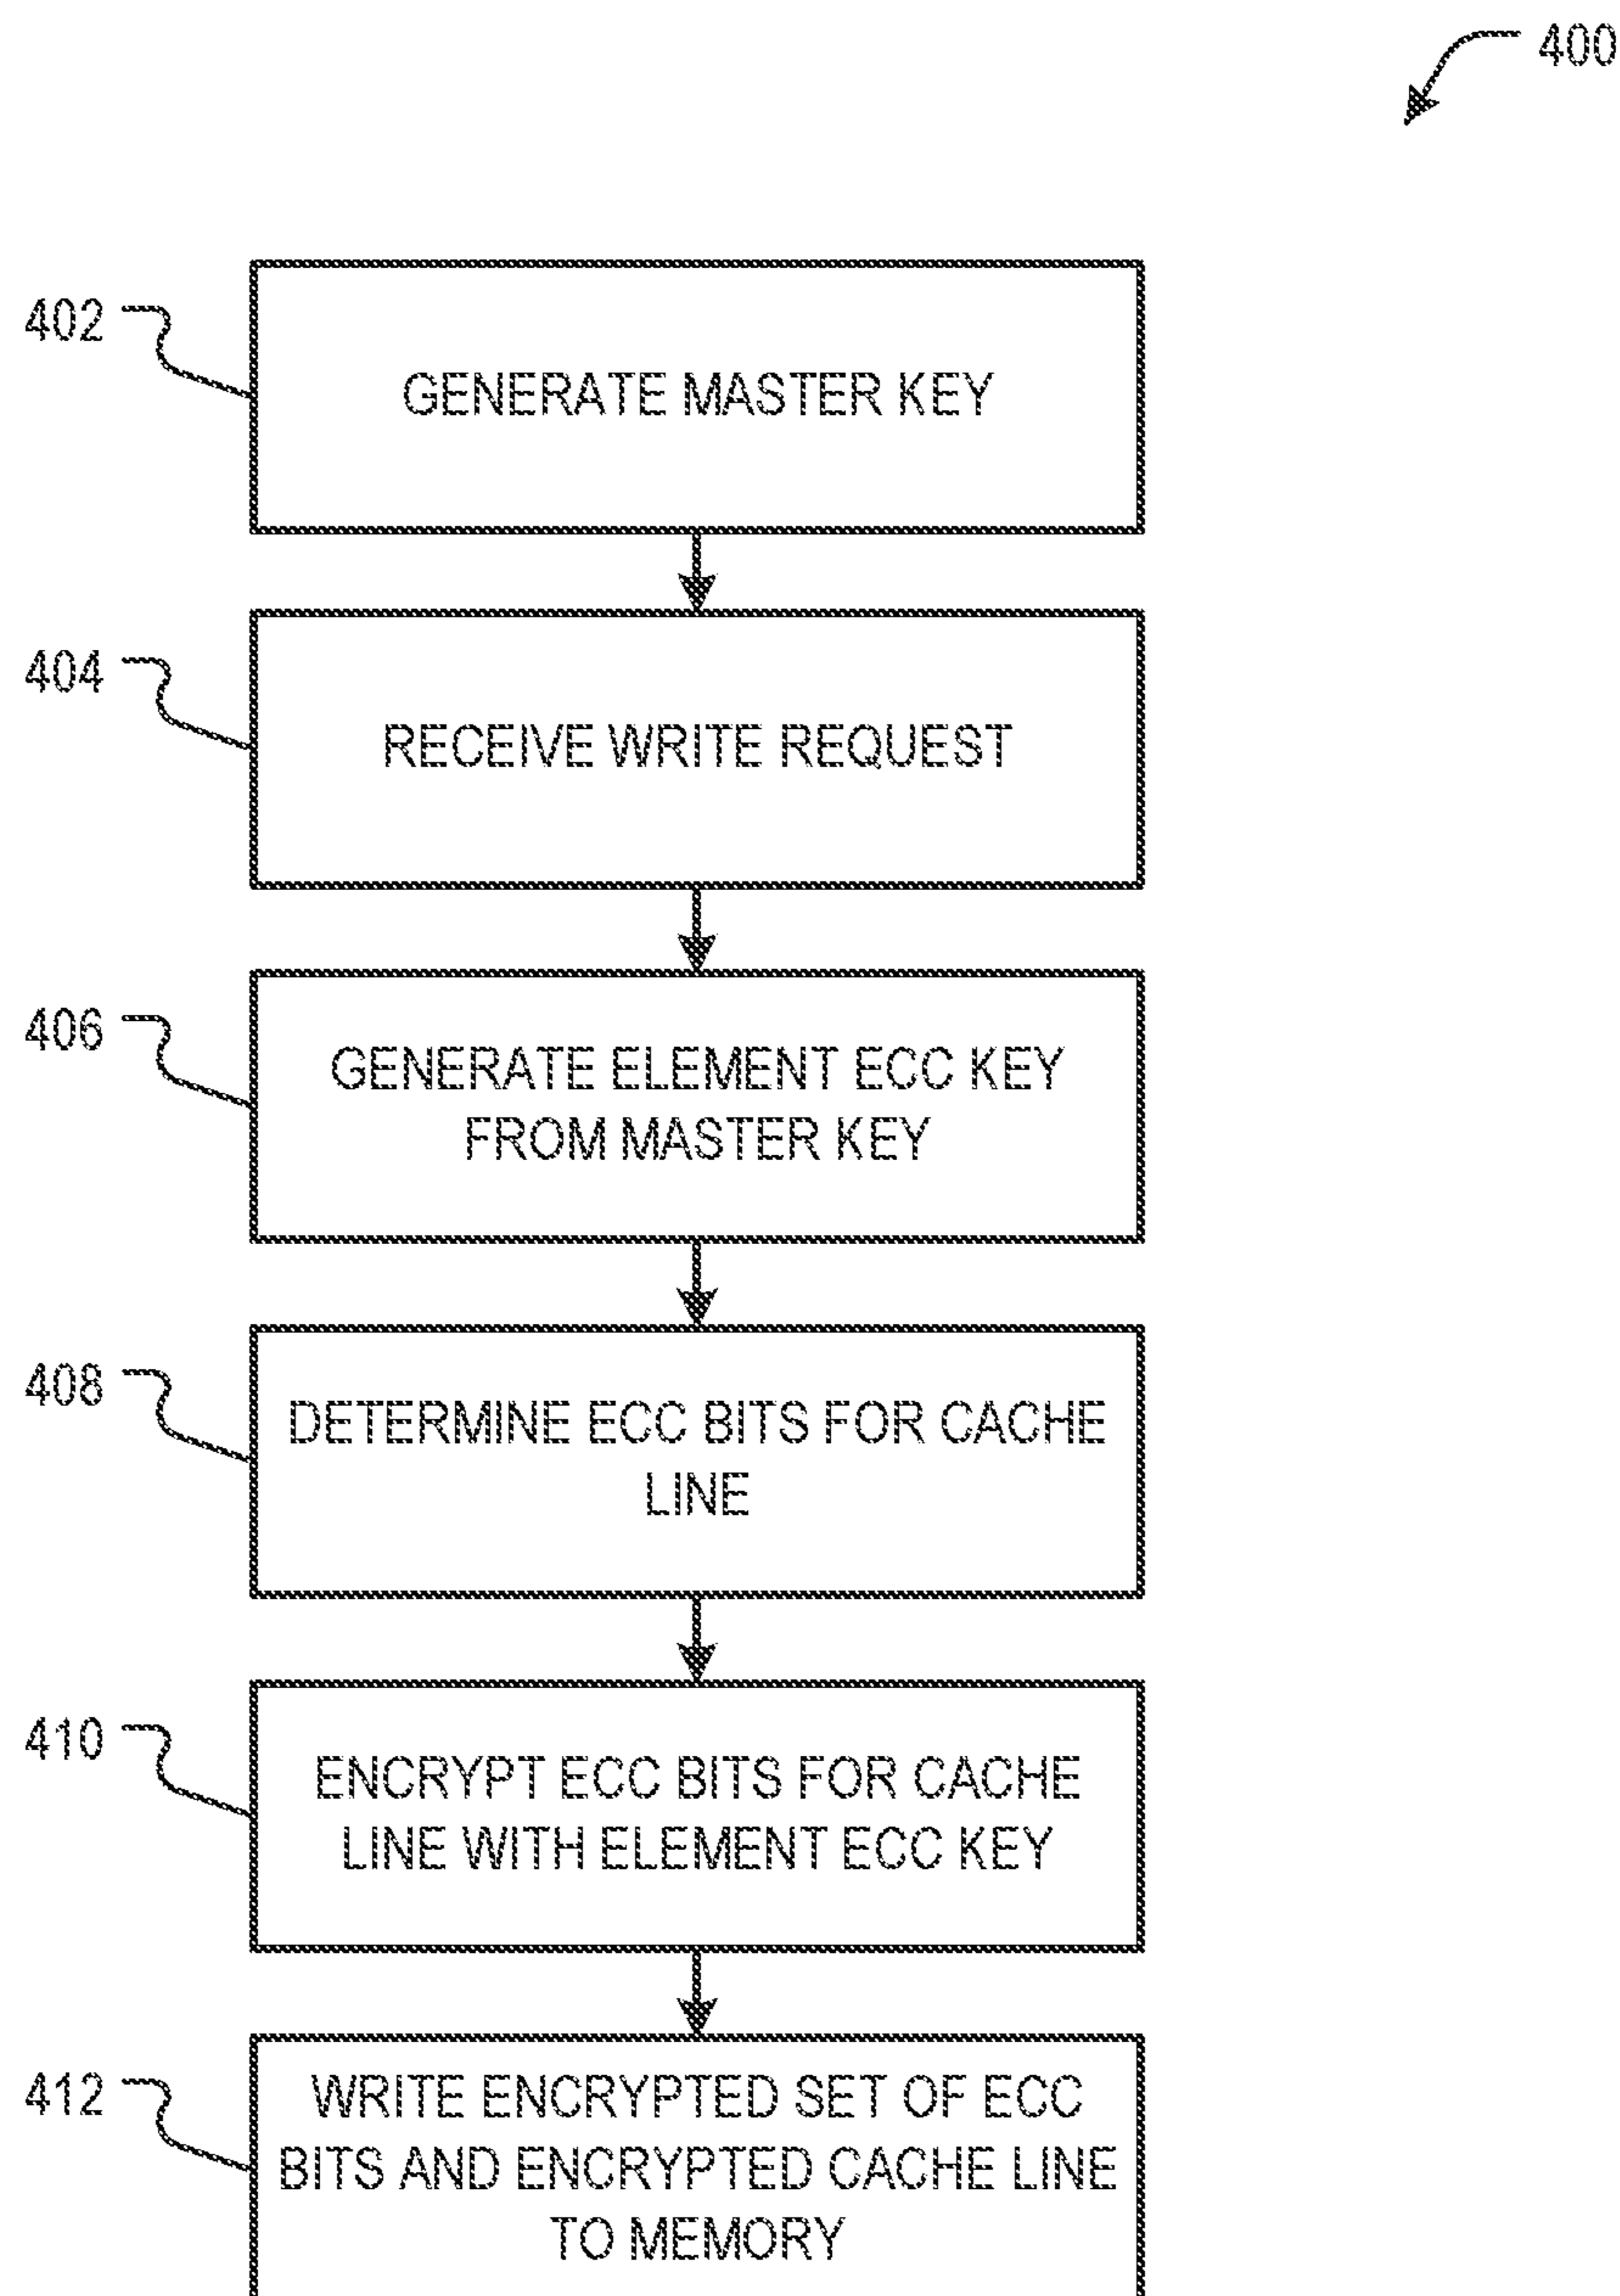 400
402
GENERATE MASTER KEY
404
RECEIVE WRITE REQUEST
406
GENERATE ELEMENT ECC KEY
FROM MASTER KEY
408
DETERMINE ECC BITS FOR CACHE
LINE
410
ENCRYPT ECC BITS FOR CACHE
LINE WITH ELEMENT ECC KEY
412
WRITE ENCRYPTED SET OF ECC
BITS AND ENCRYPTED CACHE LINE
TO MEMORY